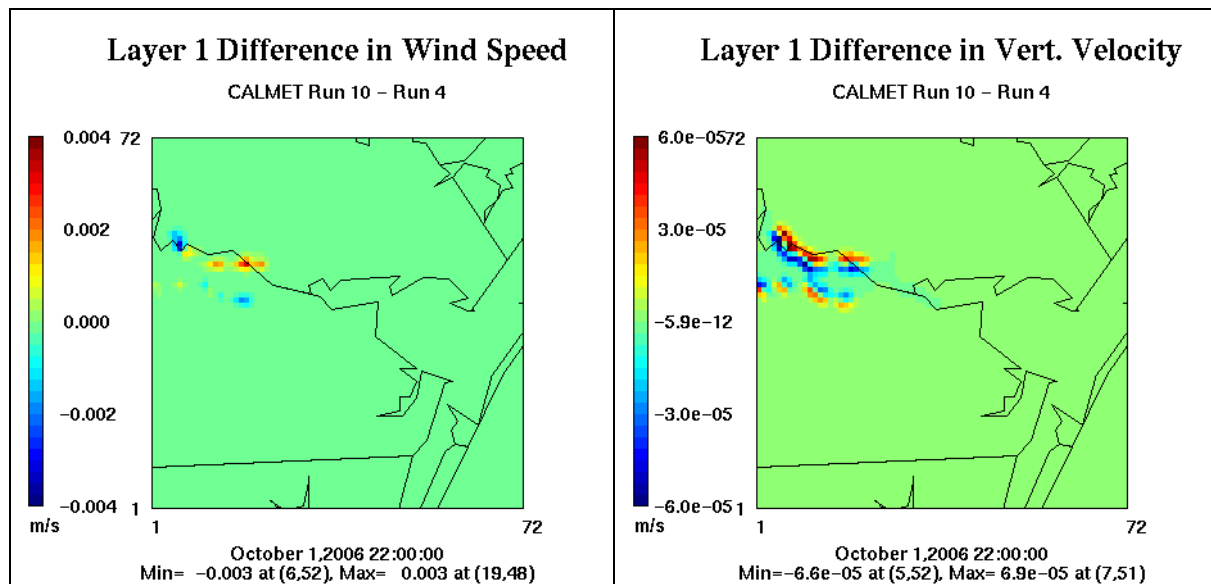 Layer 1 Difference in Wind Speed
CALMET Run 10 − Run 4
0.004
0.002
0.000
−0.002
−0.004
m/s
72
1
1
72
October 1,2006 22:00:00
Min= −0.003 at (6,52), Max= 0.003 at (19,48)
Layer 1 Difference in Vert. Velocity
CALMET Run 10 − Run 4
6.0e−05
3.0e−05
−5.9e−12
−3.0e−05
−6.0e−05
m/s
72
1
1
72
October 1,2006 22:00:00
Min=−6.6e−05 at (5,52), Max= 6.9e−05 at (7,51)